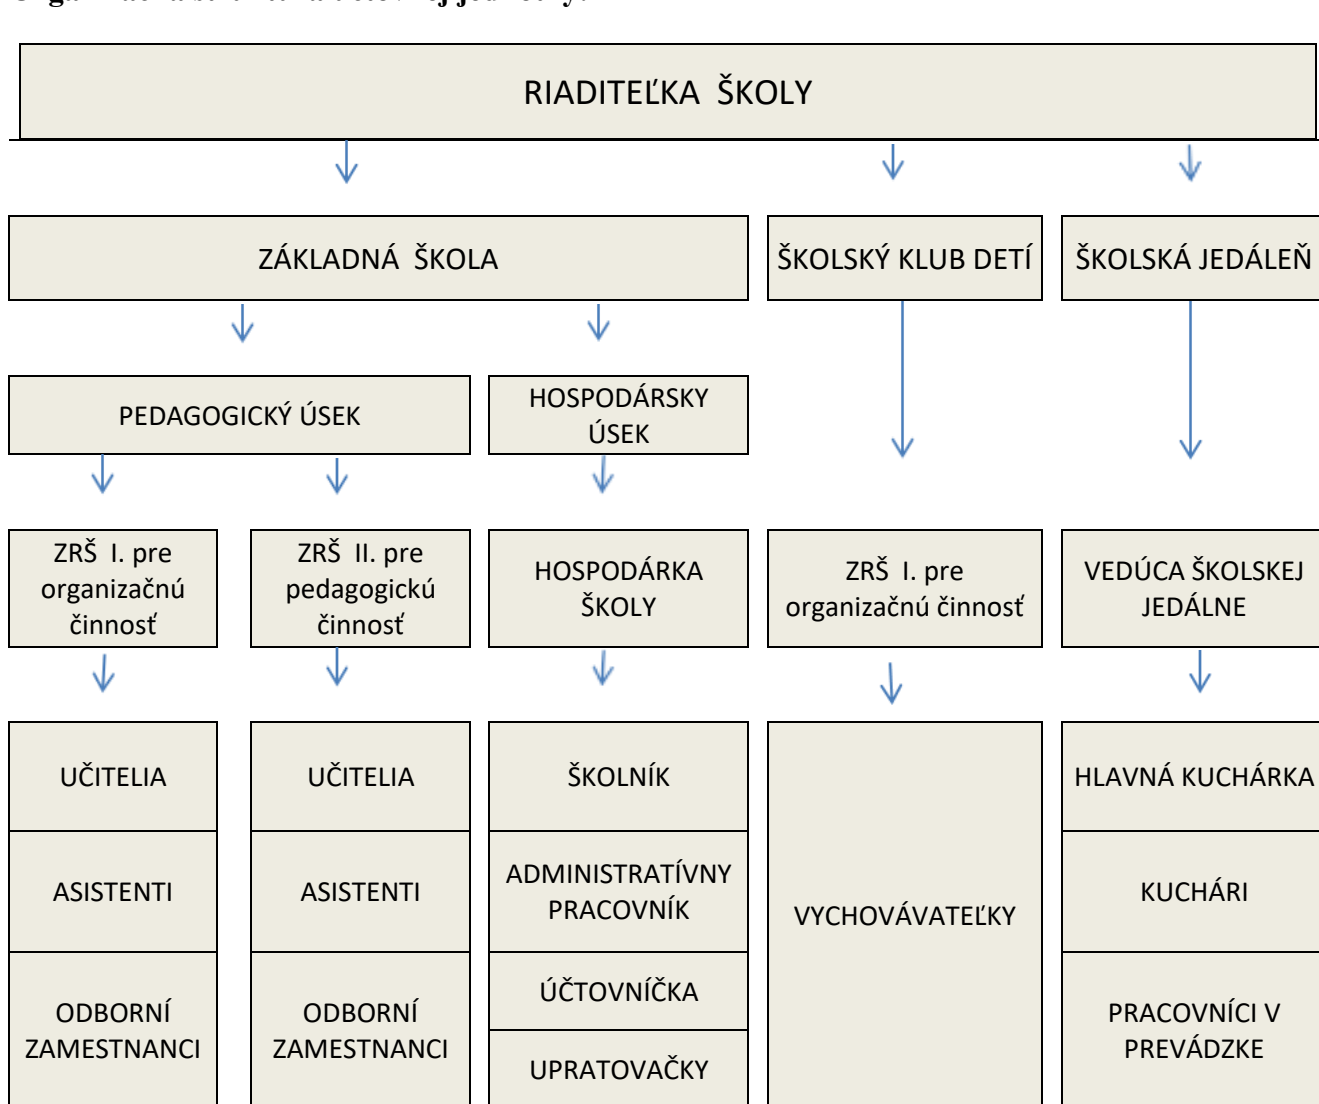 RIADITEĽKA ŠKOLY
ZÁKLADNÁ ŠKOLA
ŠKOLSKÝ KLUB DETÍ
ŠKOLSKÁ JEDÁLEŇ
PEDAGOGICKÝ ÚSEK
HOSPODÁRSKY
ÚSEK
ZRŠ I. pre
organizačnú
činnosť
ZRŠ II. pre
pedagogickú
činnosť
HOSPODÁRKA
ŠKOLY
ZRŠ I. pre
organizačnú činnosť
VEDÚCA ŠKOLSKEJ
JEDÁLNE
UČITELIA
ASISTENTI
ODBORNÍ
ZAMESTNANCI
UČITELIA
ASISTENTI
ODBORNÍ
ZAMESTNANCI
ŠKOLNÍK
ADMINISTRATÍVNY
PRACOVNÍK
ÚČTOVNÍČKA
UPRATOVAČKY
VYCHOVÁVATEĽKY
HLAVNÁ KUCHÁRKA
KUCHÁRI
PRACOVNÍCI V
PREVÁDZKE